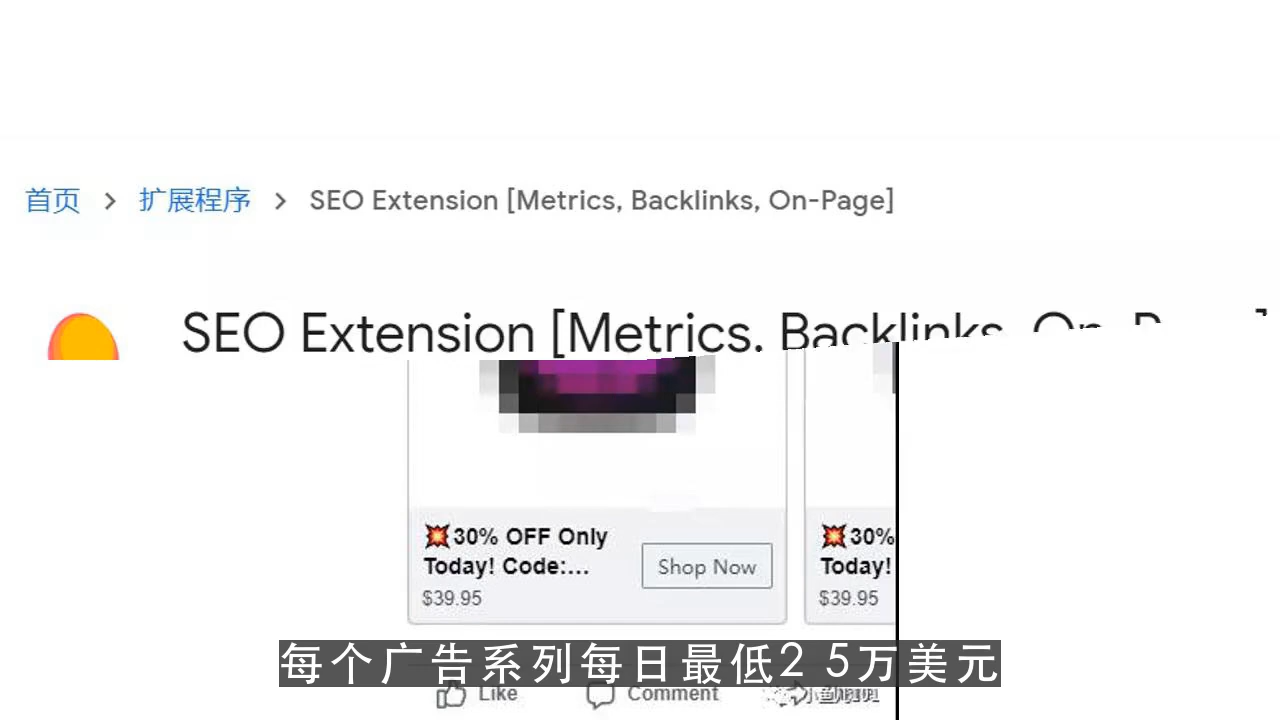 首页 > 扩展程序 > SEO Extension [Metrics, Backlinks, On-Page]
SEO Extension [Metrics, Backlinks, On-Page]
💥30% OFF Only
Today! Code:...
$39.95
Shop Now
💥30%
Today!
$39.95
每个广告系列每日最低2 5万美元
Like
Comment